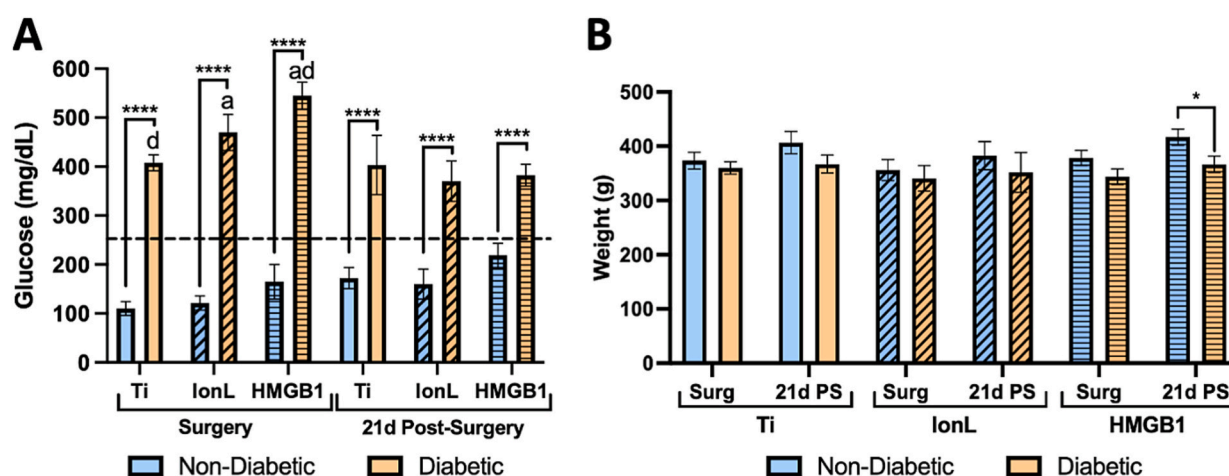 A
B
Glucose (mg/dL)
600
500
400
300
200
100
0
**** d
**** a
**** ad
****
****
****
Ti IonL HMGB1 Ti IonL HMGB1
Surgery 21d Post-Surgery
Non-Diabetic Diabetic
Weight (g)
500
400
300
200
100
0
*
Surg 21d PS Surg 21d PS Surg 21d PS
Ti IonL HMGB1
Non-Diabetic Diabetic